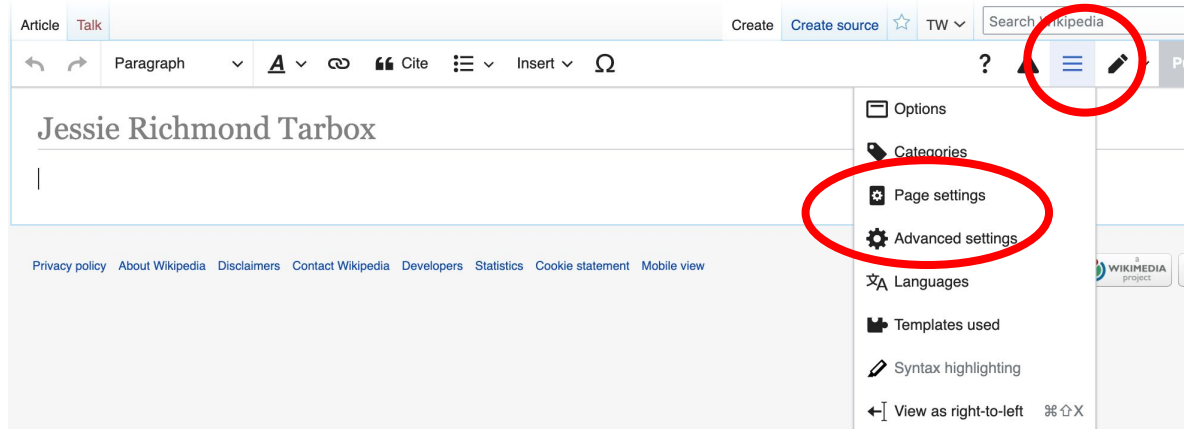 Article Talk Create Create source TW Search Wikipedia
Paragraph A Cite Insert Ω ?
Options
Jessie Richmond Tarbox
Categories
Page settings
Advanced settings
Privacy policy About Wikipedia Disclaimers Contact Wikipedia Developers Statistics Cookie statement Mobile view
a
WIKIMEDIA
project
文A Languages
Templates used
Syntax highlighting
View as right-to-left ⌘⇧X